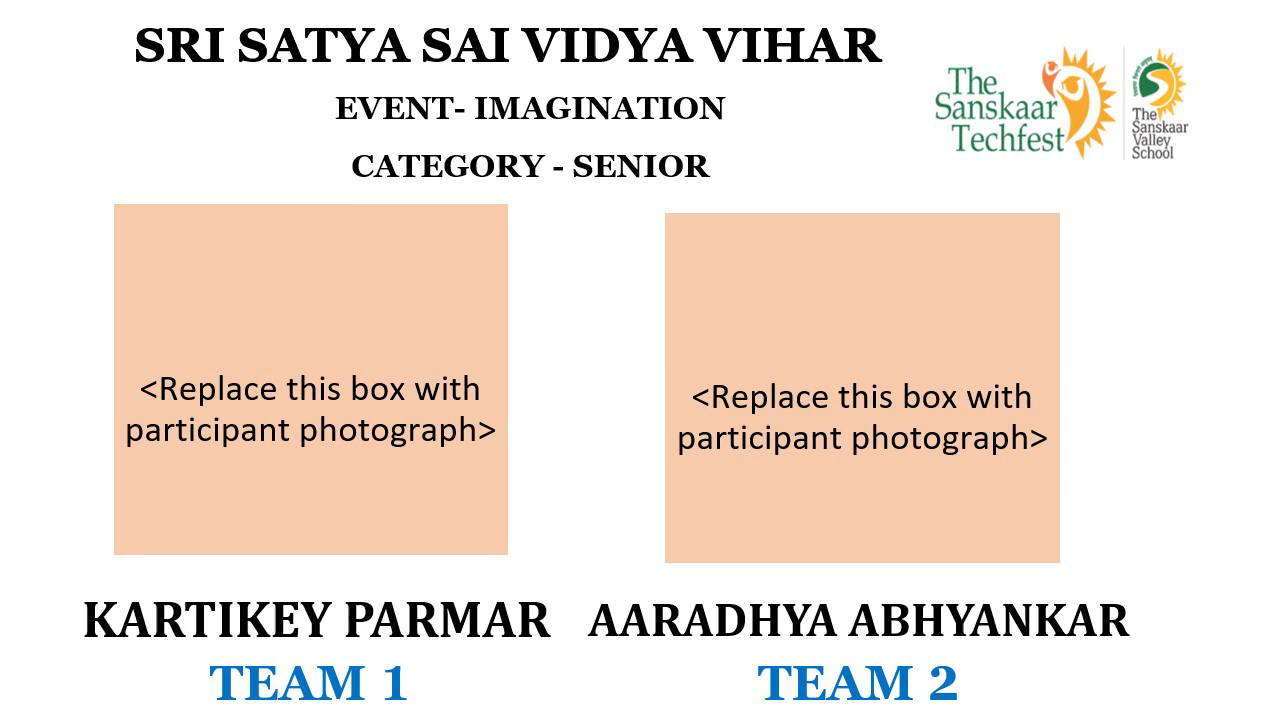 SRI SATYA SAI VIDYA VIHAR
EVENT- IMAGINATION
CATEGORY - SENIOR
The
Sanskaar
Techfest
The
Sanskaar
Valley
School
<Replace this box with
participant photograph>
<Replace this box with
participant photograph>
KARTIKEY PARMAR
TEAM 1
AARADHYA ABHYANKAR
TEAM 2